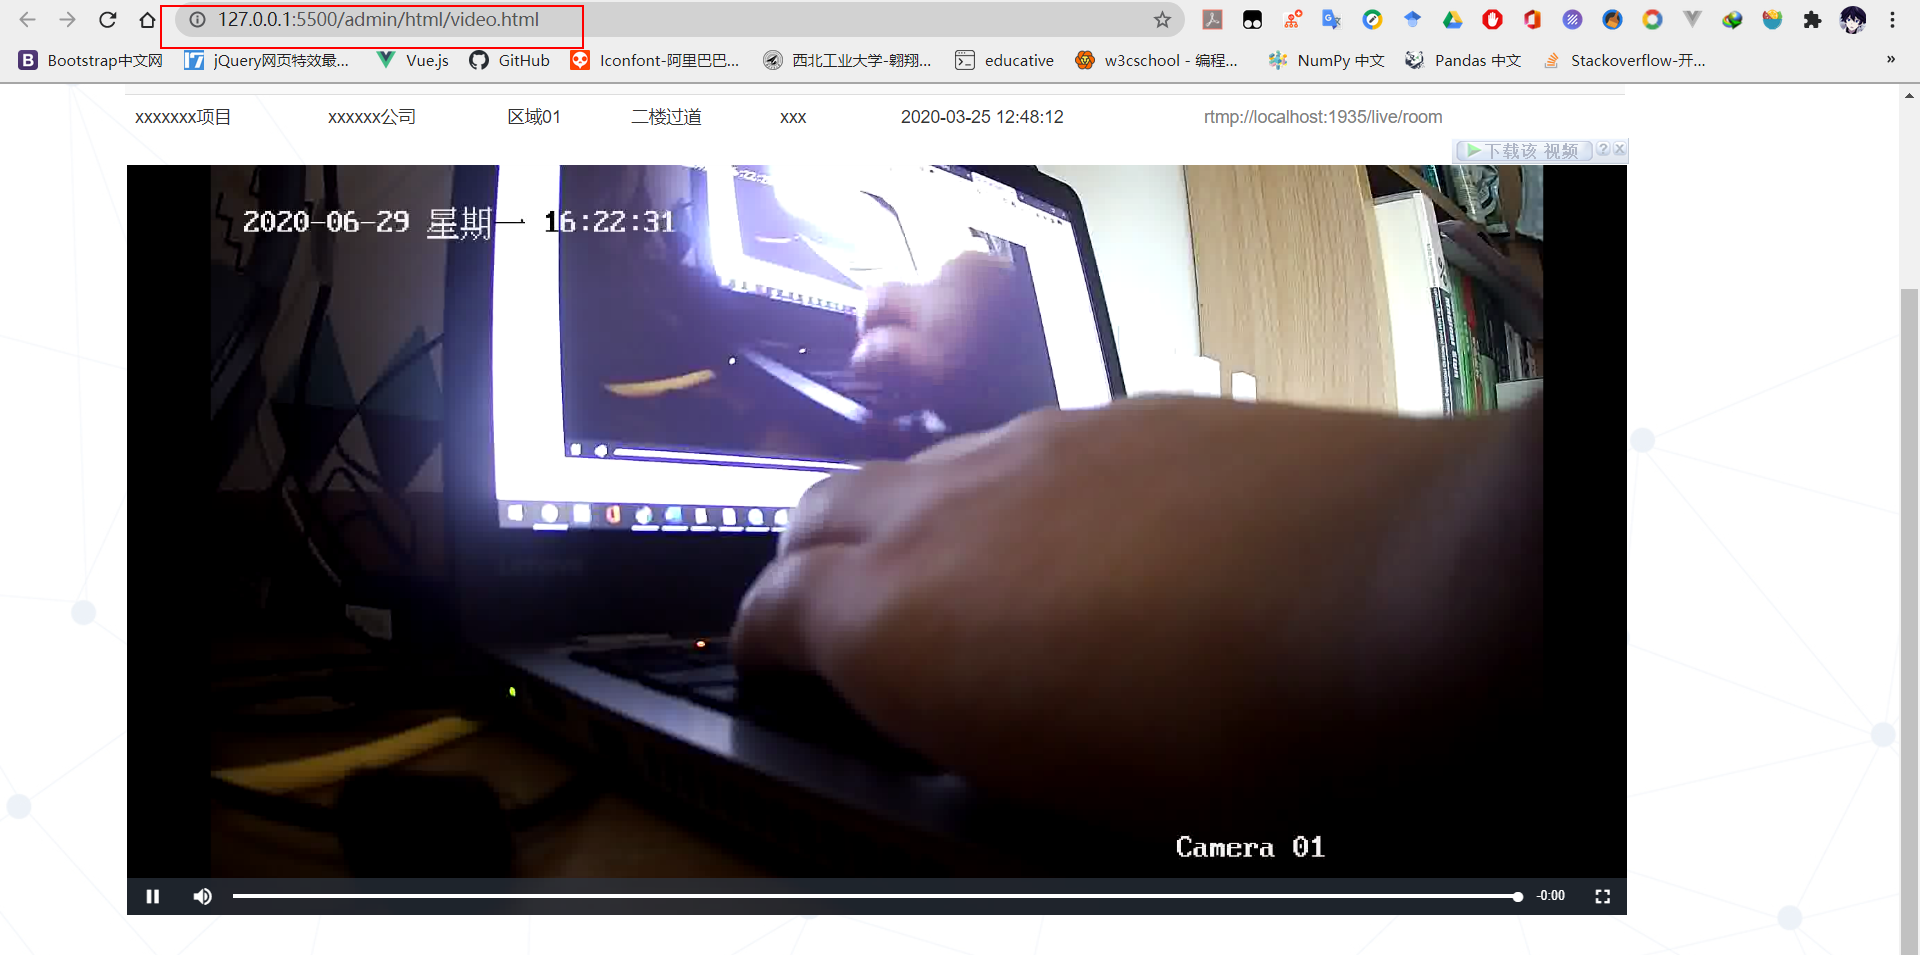 127.0.0.1:5500/admin/html/video.html
Bootstrap中文网 jQuery网页特效最... Vue.js GitHub Iconfont-阿里巴巴... 西北工业大学-翱翔... educative w3cschool - 编程... NumPy 中文 Pandas 中文 Stackoverflow-开... »
xxxxxxx项目 xxxxxx公司 区域01 二楼过道 xxx 2020-03-25 12:48:12 rtmp://localhost:1935/live/room
下载该 视频 ?
2020-06-29 星期一 16:22:31
Camera 01
-0:00